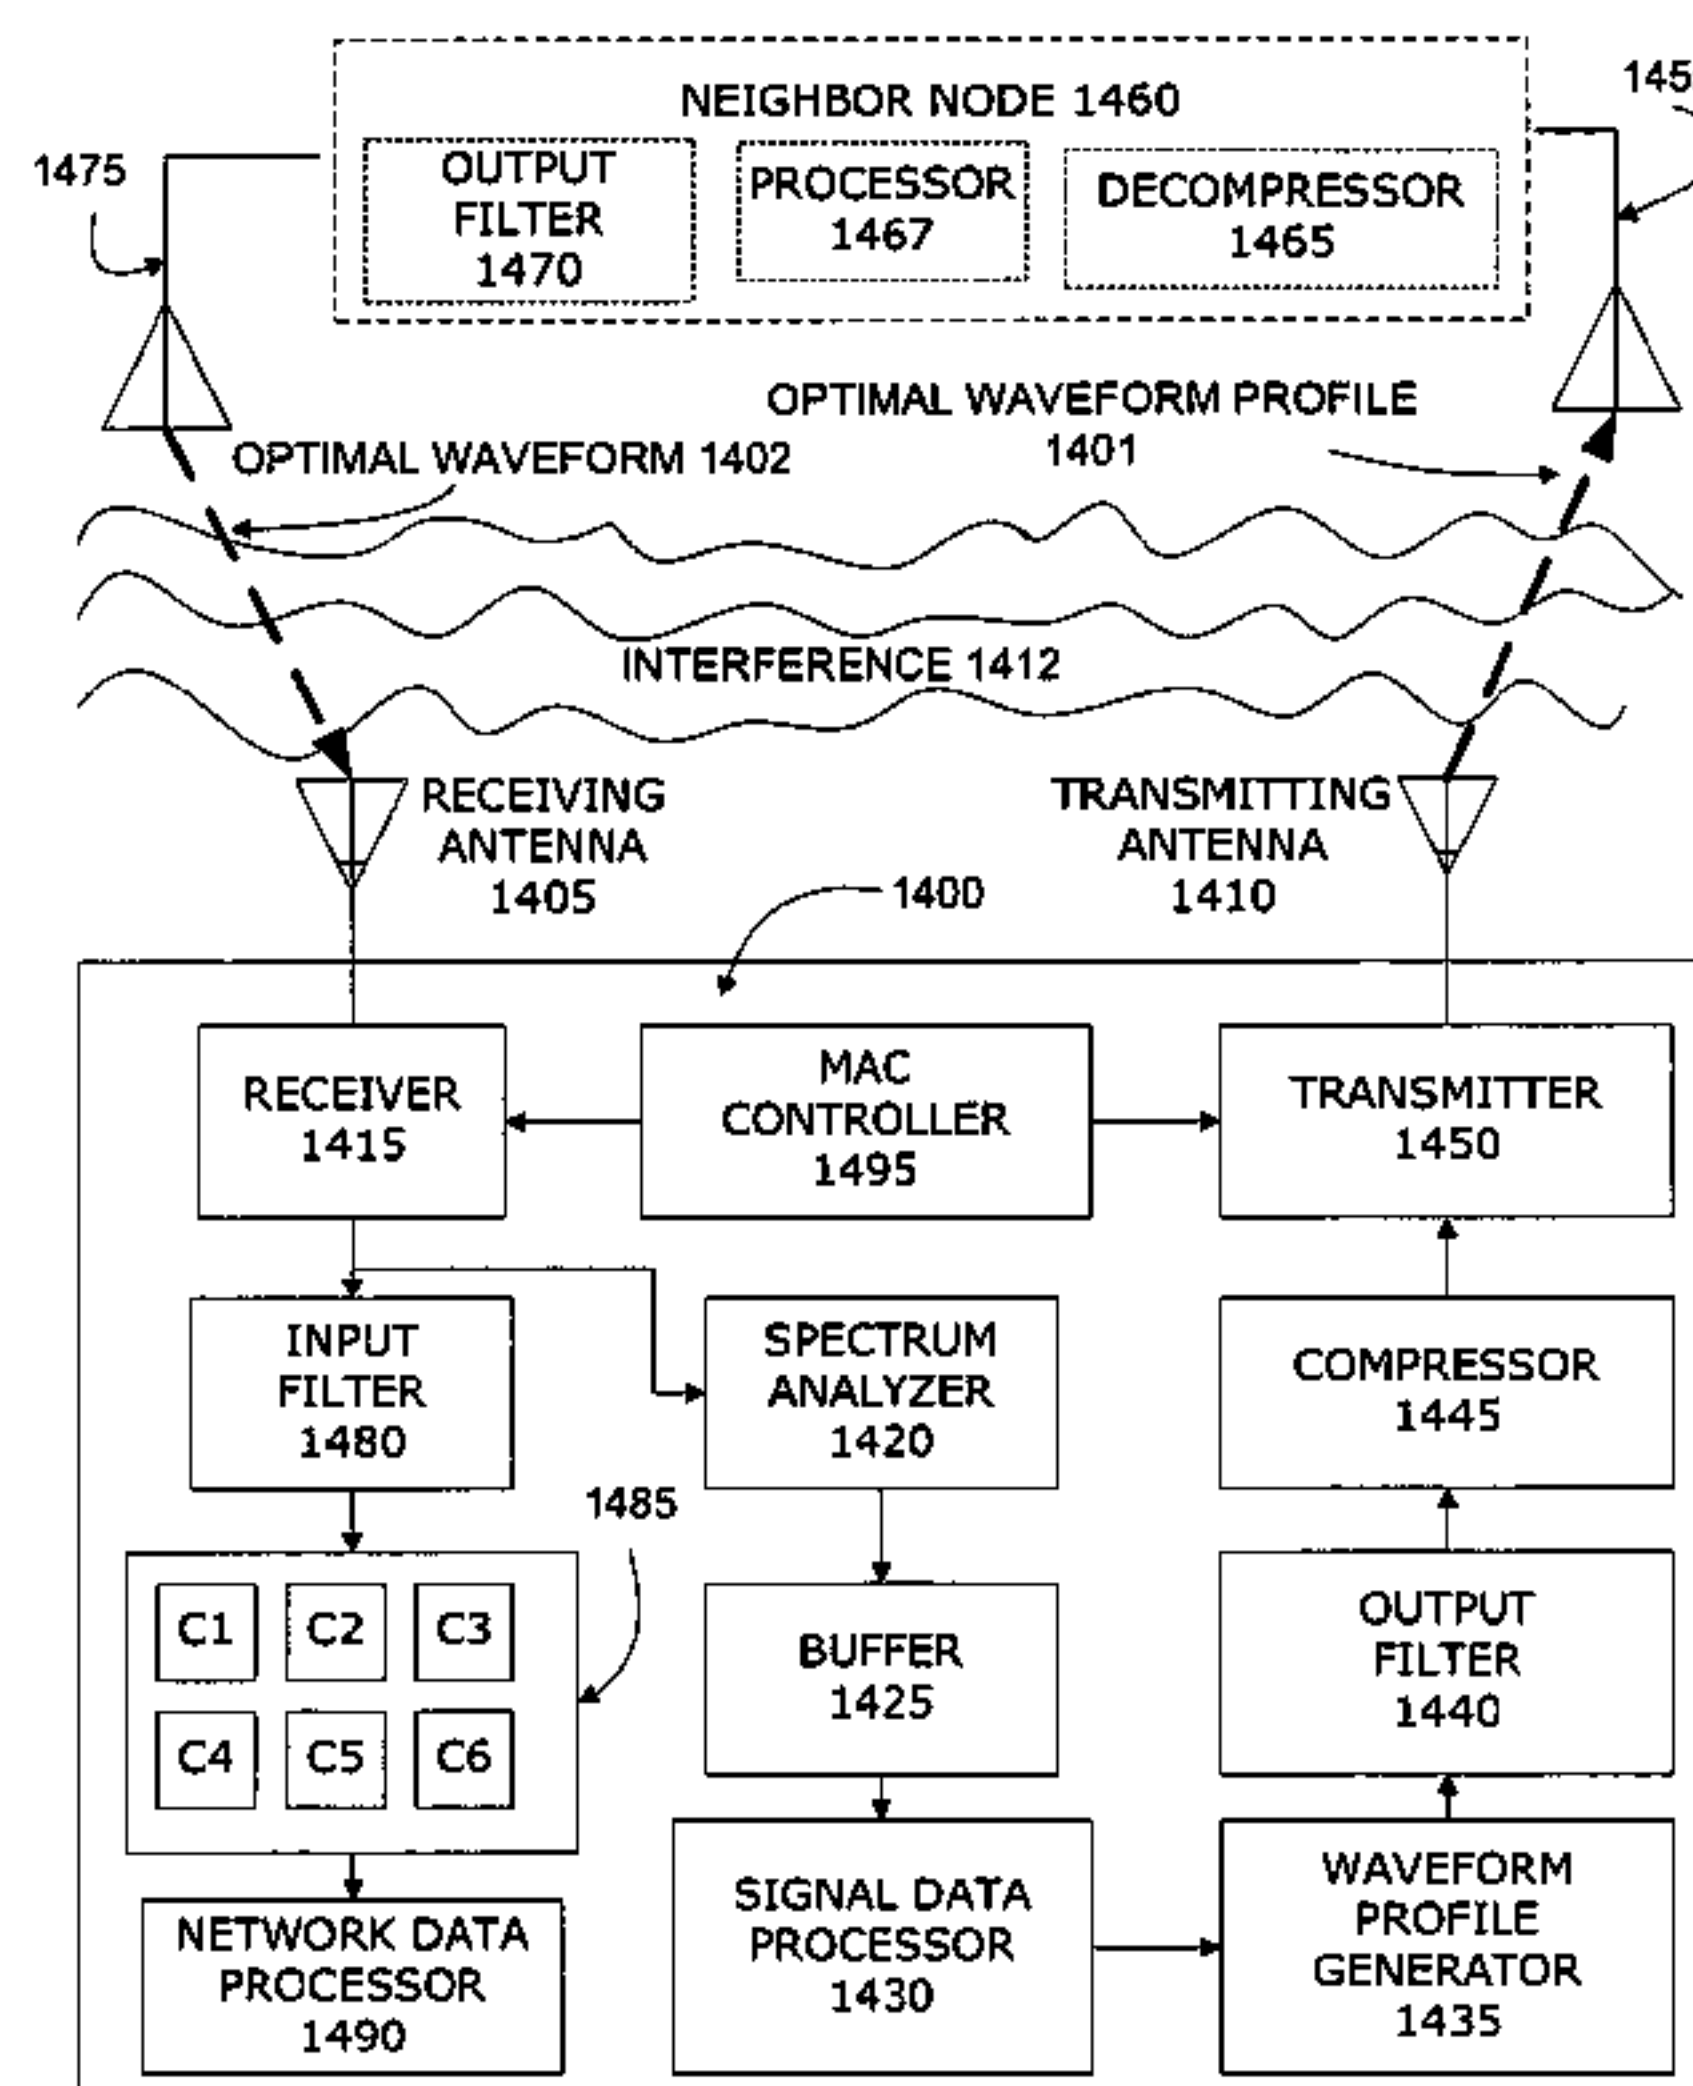 NEIGHBOR NODE 1460
145
1475
OUTPUT
FILTER
1470
PROCESSOR
1467
DECOMPRESSOR
1465
OPTIMAL WAVEFORM PROFILE
1401
OPTIMAL WAVEFORM 1402
INTERFERENCE 1412
RECEIVING
ANTENNA
1405
TRANSMITTING
ANTENNA
1410
1400
RECEIVER
1415
MAC
CONTROLLER
1495
TRANSMITTER
1450
INPUT
FILTER
1480
SPECTRUM
ANALYZER
1420
COMPRESSOR
1445
1485
C1
C2
C3
C4
C5
C6
BUFFER
1425
OUTPUT
FILTER
1440
NETWORK DATA
PROCESSOR
1490
SIGNAL DATA
PROCESSOR
1430
WAVEFORM
PROFILE
GENERATOR
1435